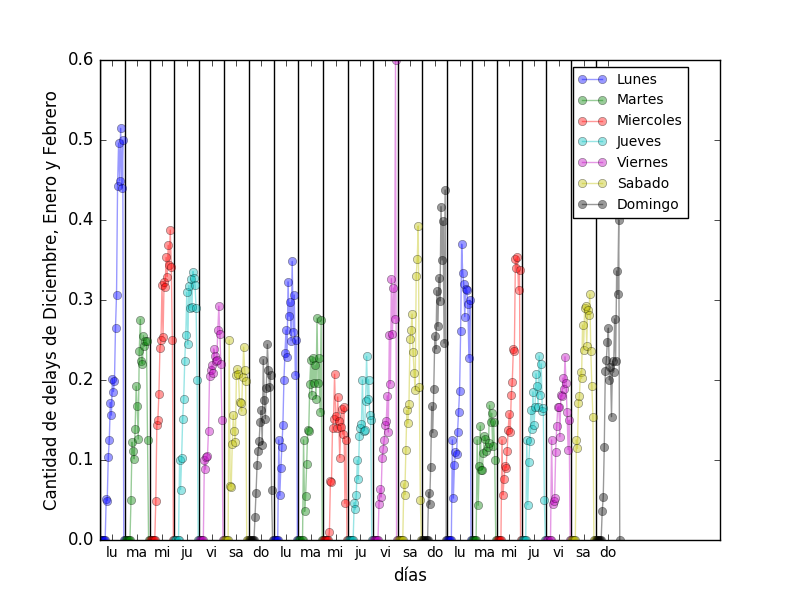 Cantidad de delays de Diciembre, Enero y Febrero
0.6
0.5
0.4
0.3
0.2
0.1
0.0
Lunes
Martes
Miercoles
Jueves
Viernes
Sabado
Domingo
lu ma mi ju vi sa do lu ma mi ju vi sa do lu ma mi ju vi sa do
días